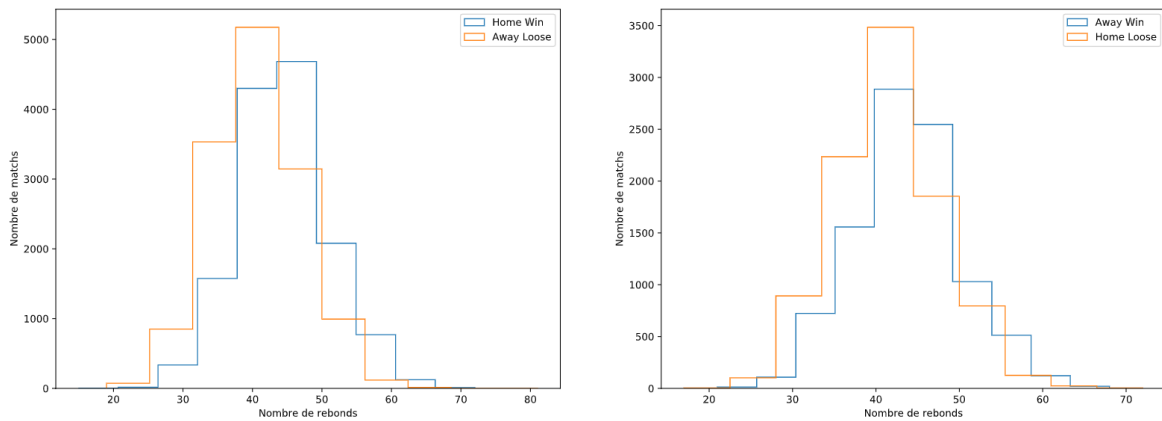 Home Win
Away Loose
5000
4000
3000
2000
1000
0
Nombre de matchs
20 30 40 50 60 70 80
Nombre de rebonds
Away Win
Home Loose
3500
3000
2500
2000
1500
1000
500
0
Nombre de matchs
20 30 40 50 60 70
Nombre de rebonds